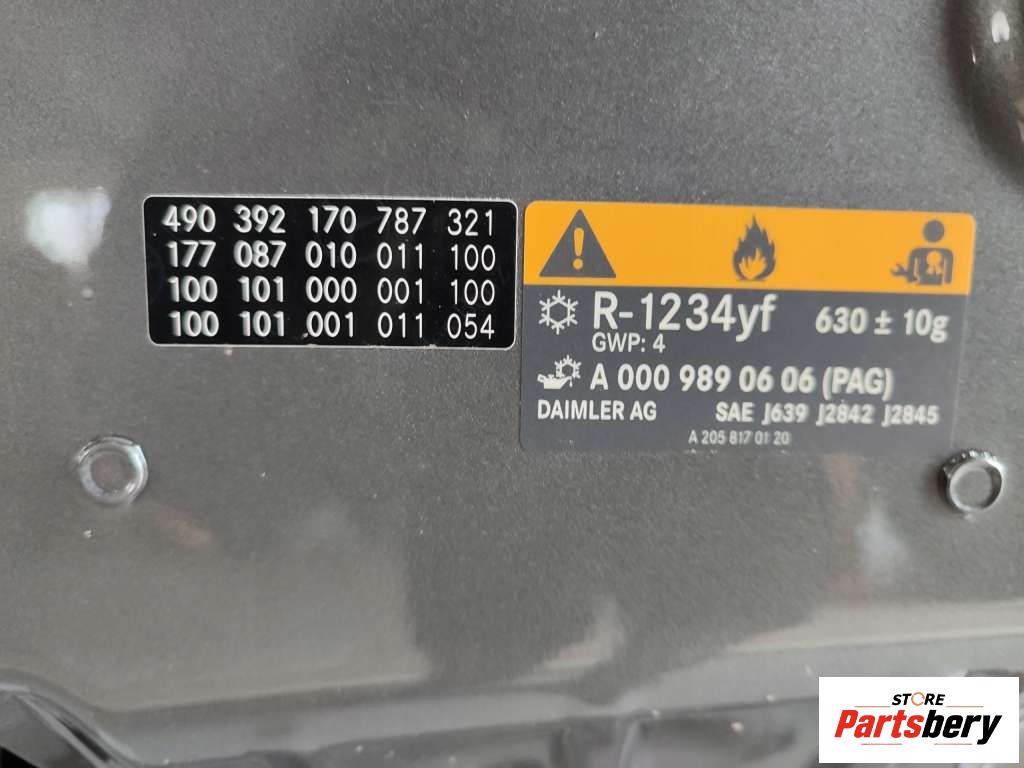 490 392 170 787 321
177 087 010 011 100
100 101 000 001 100
100 101 001 011 054
R-1234yf 630 ± 10g
GWP: 4
A 000 989 06 06 (PAG)
DAIMLER AG SAE J639 J2842 J2845
A 205 817 01 20
STORE
Partsbery